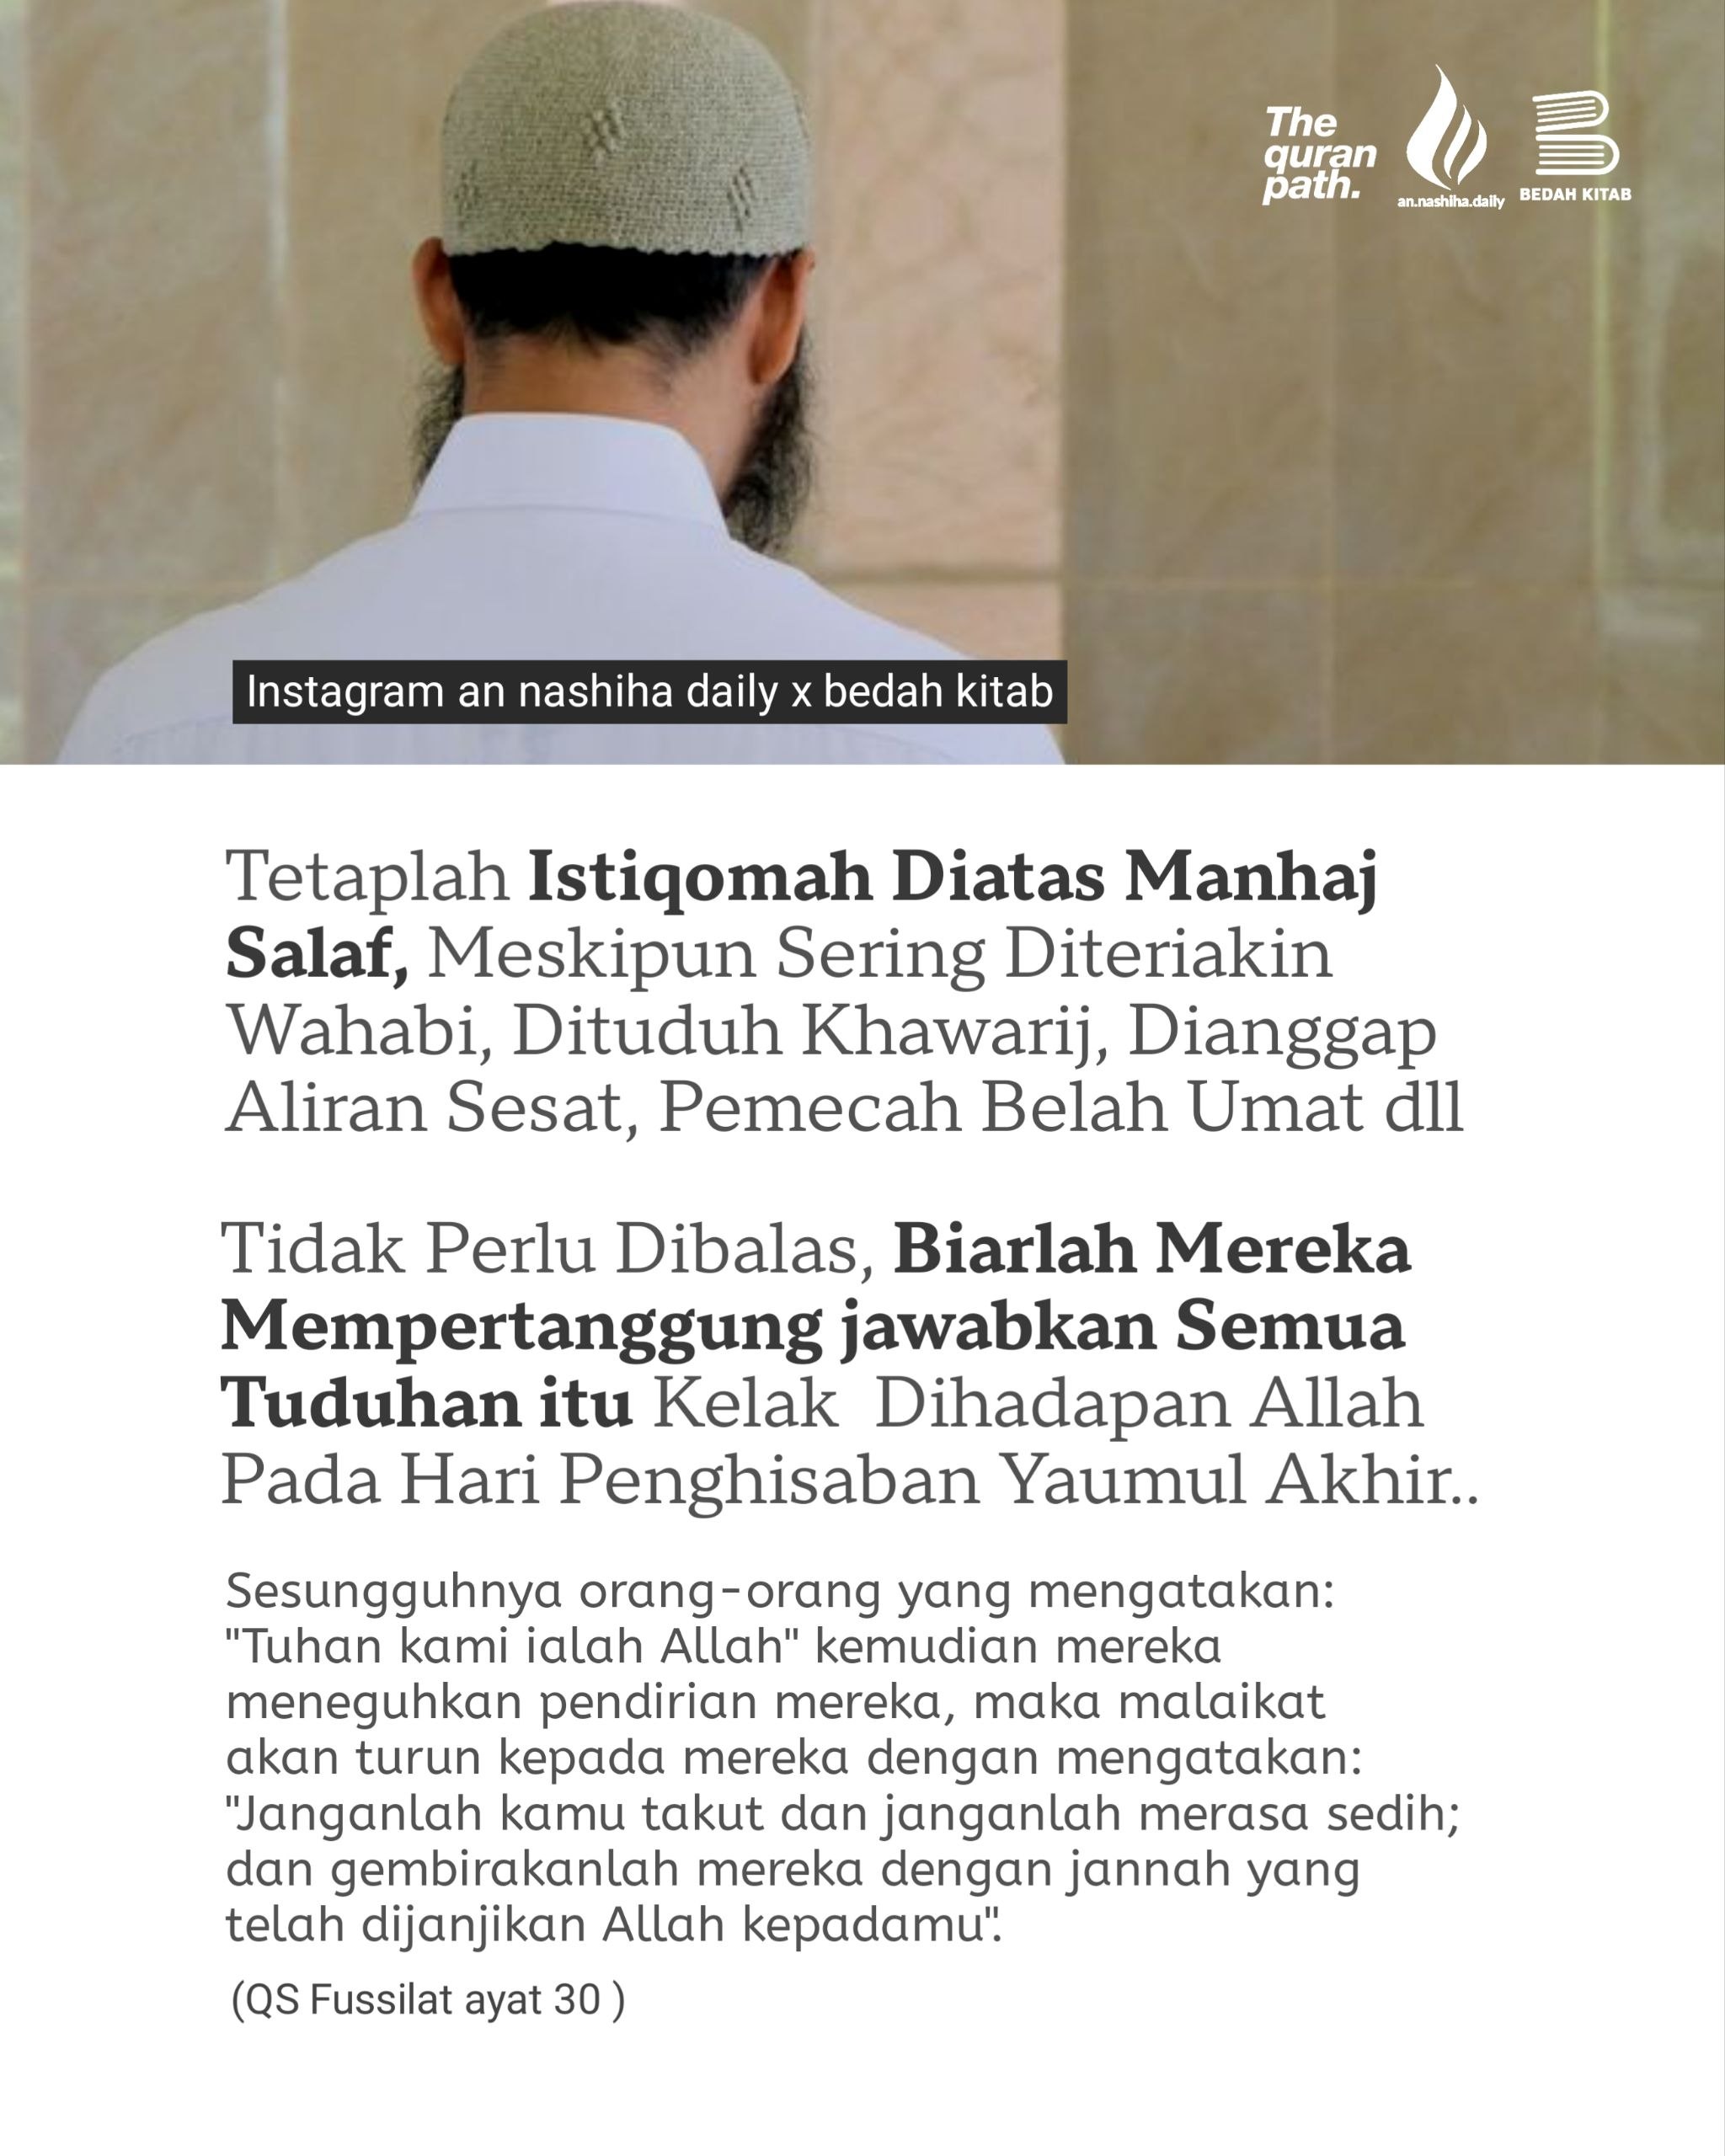 The
quran
path.
an.nashiha.daily
BEDAH KITAB
Instagram an nashiha daily x bedah kitab
Tetaplah Istiqomah Diatas Manhaj
Salaf, Meskipun Sering Diteriakin
Wahabi, Dituduh Khawarij, Dianggap
Aliran Sesat, Pemecah Belah Umat dll
Tidak Perlu Dibalas, Biarlah Mereka
Mempertanggung jawabkan Semua
Tuduhan itu Kelak  Dihadapan Allah
Pada Hari Penghisaban Yaumul Akhir..
Sesungguhnya orang-orang yang mengatakan:
"Tuhan kami ialah Allah" kemudian mereka
meneguhkan pendirian mereka, maka malaikat
akan turun kepada mereka dengan mengatakan:
"Janganlah kamu takut dan janganlah merasa sedih;
dan gembirakanlah mereka dengan jannah yang
telah dijanjikan Allah kepadamu".
(QS Fussilat ayat 30 )